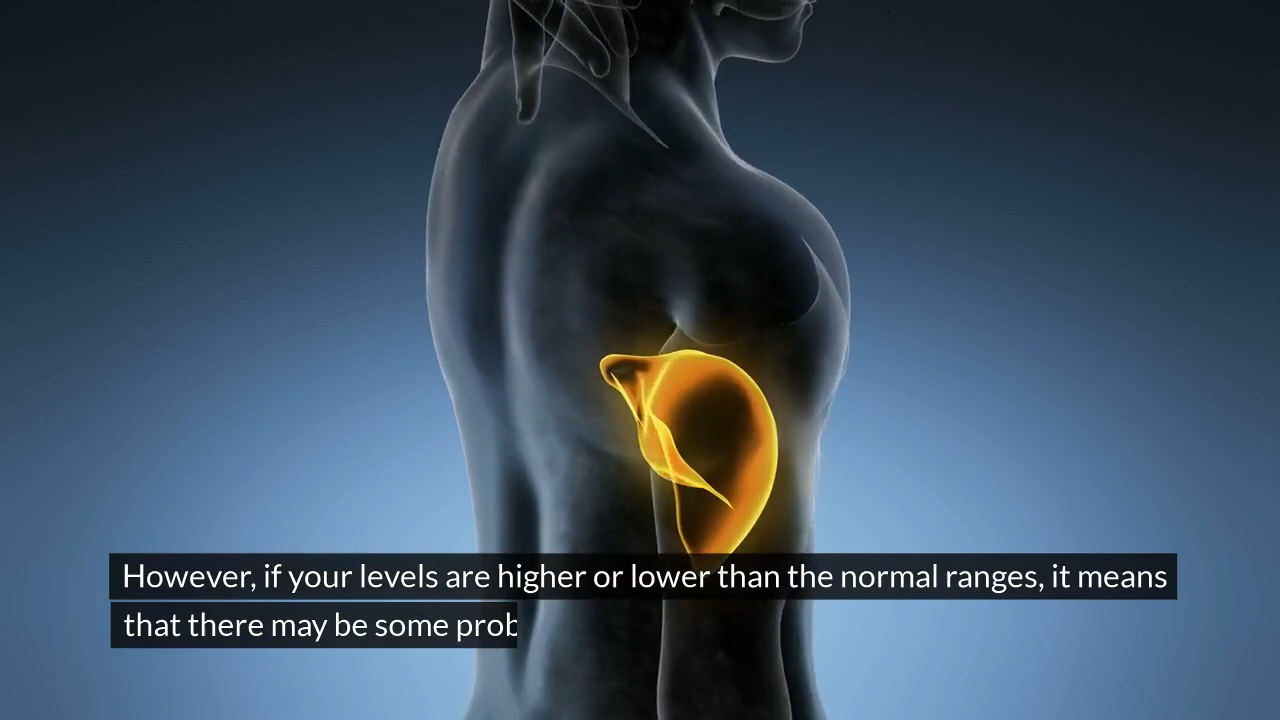 However, if your levels are higher or lower than the normal ranges, it means
that there may be some prob